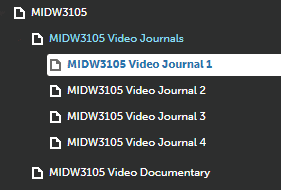 MIDW3105
MIDW3105 Video Journals
MIDW3105 Video Journal 1
MIDW3105 Video Journal 2
MIDW3105 Video Journal 3
MIDW3105 Video Journal 4
MIDW3105 Video Documentary